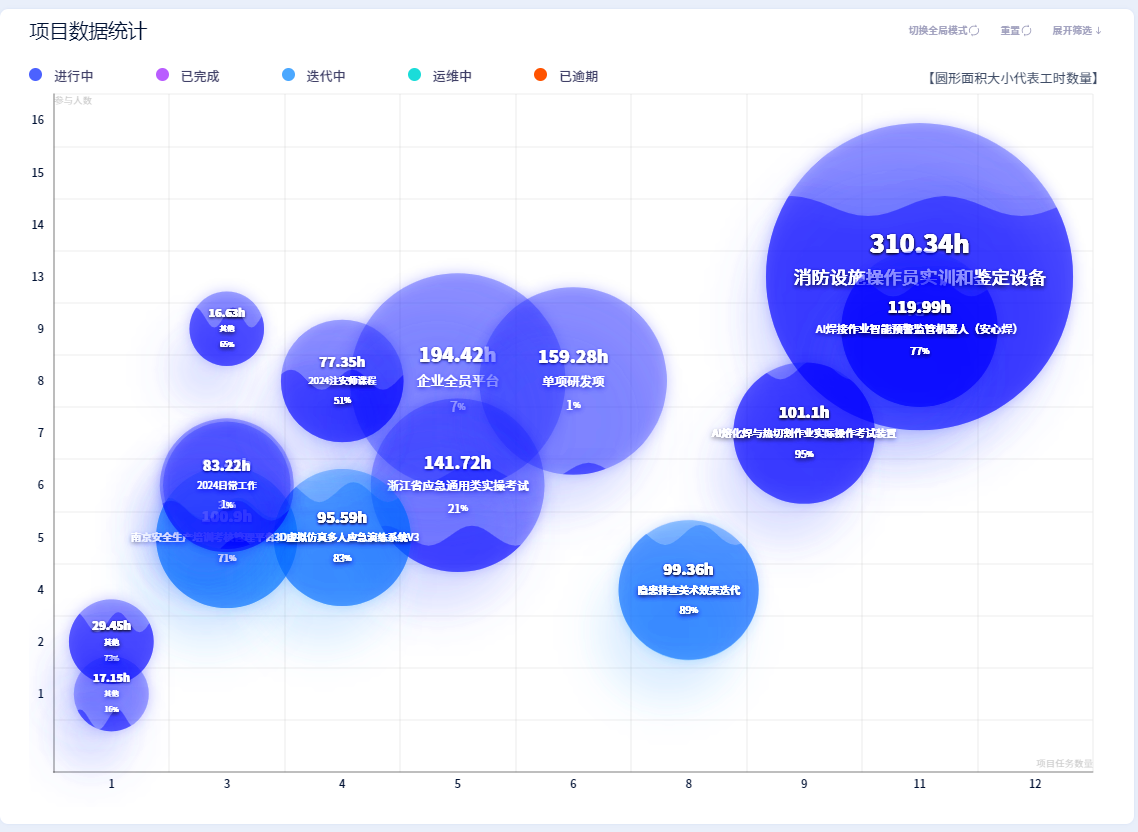 项目数据统计
切换全局模式 重置 展开筛选 ↓
进行中 已完成 迭代中 运维中 已逾期
【圆形面积大小代表工时数量】
参与人数
16
15
14
13
9
8
7
6
5
4
2
1
310.34h
消防设施操作员实训和鉴定设备
119.99h
AI焊接作业智能预警监管机器人（安心焊）
77%
16.63h
其他
65%
77.35h
2024注安师课程
51%
194.42h
企业全员平台
7%
159.28h
单项研发项
1%
101.1h
AI熔化焊与热切割作业实际操作考试装置
95%
83.22h
2024日常工作
1%
141.72h
浙江省应急通用类实操考试
21%
100.9h
南京安全生产
71%
95.59h
3D虚拟仿真多人应急演练系统V3
83%
99.36h
隐患排查美术效果迭代
89%
29.45h
其他
73%
17.15h
其他
16%
项目任务数量
1 3 4 5 6 8 9 11 12